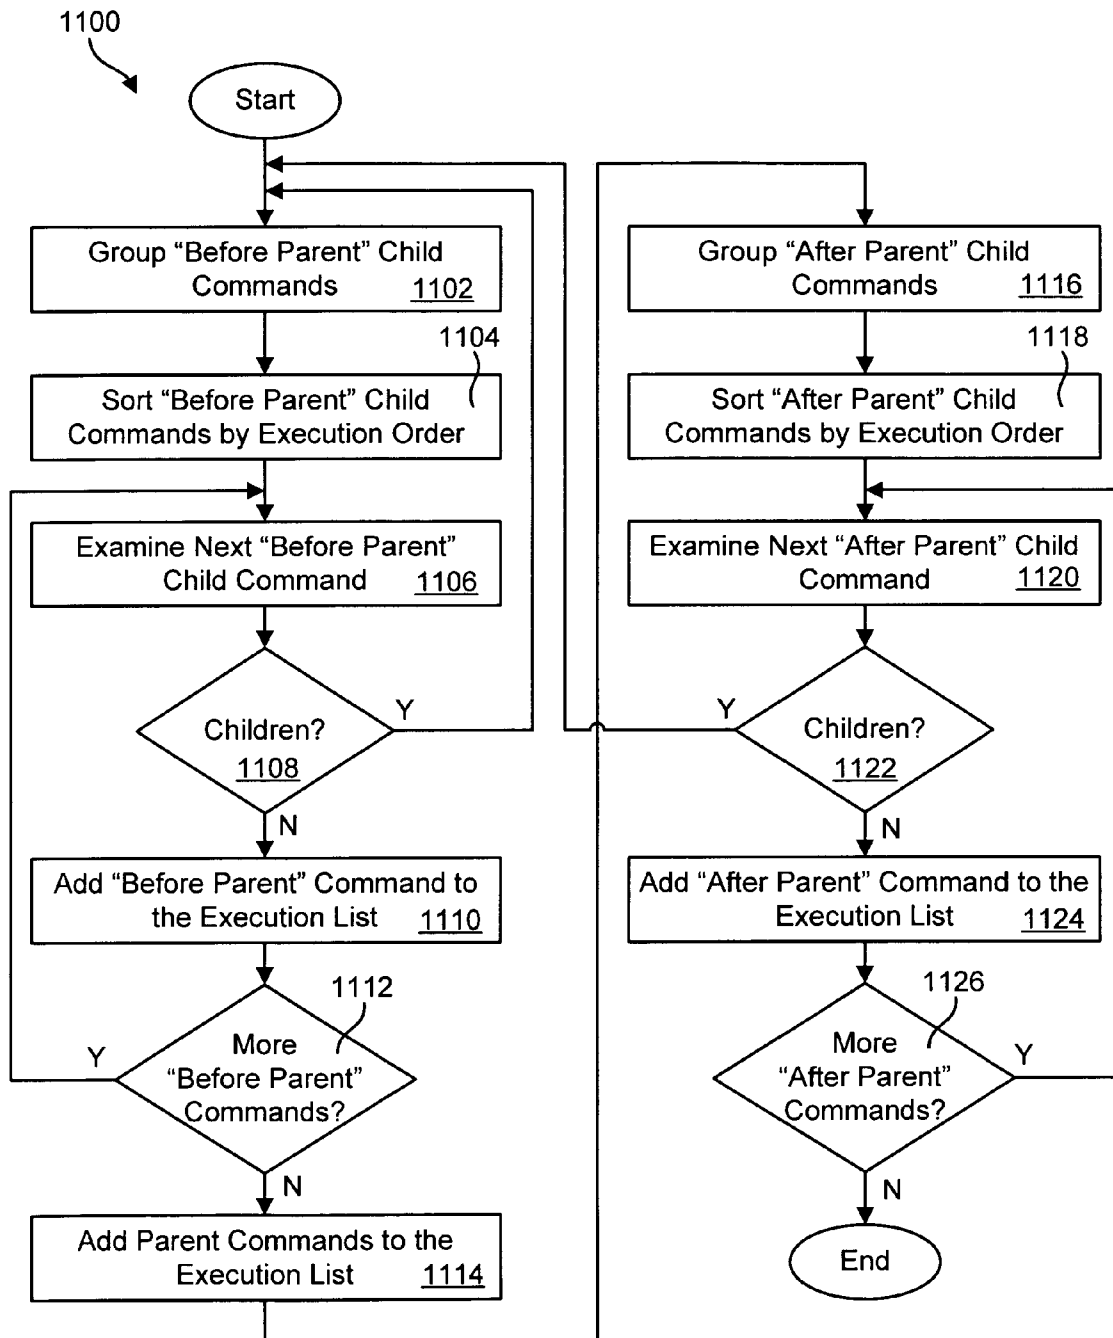 1100
Start
Group “Before Parent” Child
Commands 1102
1104
Sort “Before Parent” Child
Commands by Execution Order
Examine Next “Before Parent”
Child Command 1106
Children?
1108
Y
N
Add “Before Parent” Command to
the Execution List 1110
1112
More
“Before Parent”
Commands?
Y
N
Add Parent Commands to the
Execution List 1114
Group “After Parent” Child
Commands 1116
1118
Sort “After Parent” Child
Commands by Execution Order
Examine Next “After Parent” Child
Command 1120
Y
Children?
1122
N
Add “After Parent” Command to the
Execution List 1124
1126
More
“After Parent”
Commands?
Y
N
End